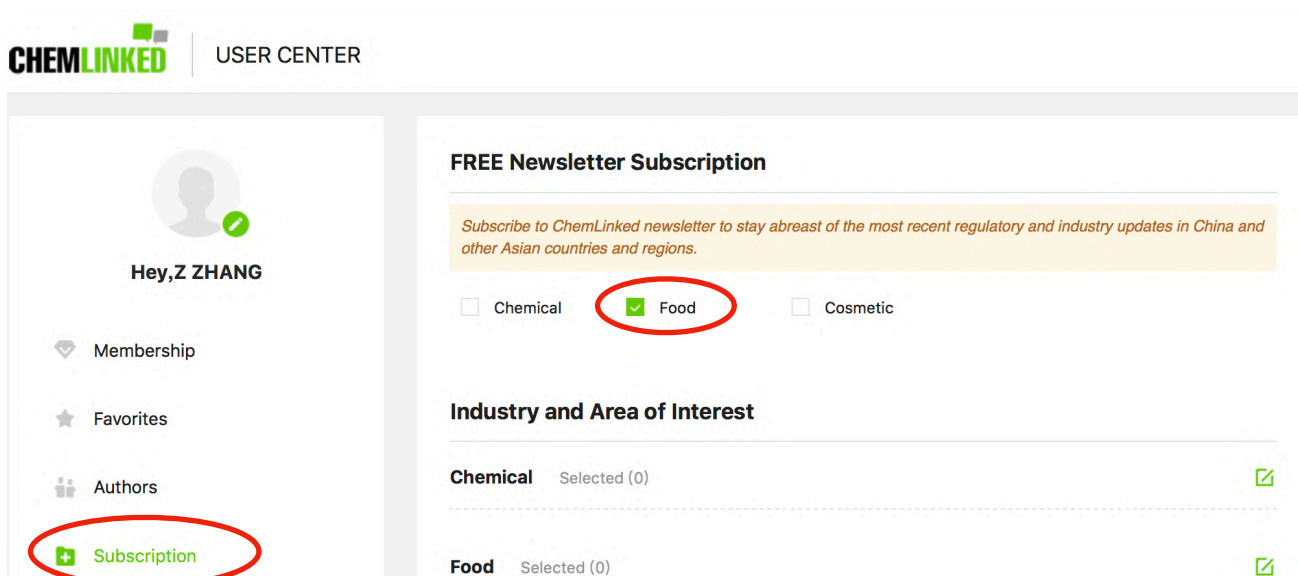 CHEMLINKED USER CENTER
Hey,Z ZHANG
Membership
Favorites
Authors
Subscription
FREE Newsletter Subscription
Subscribe to ChemLinked newsletter to stay abreast of the most recent regulatory and industry updates in China and
other Asian countries and regions.
Chemical Food Cosmetic
Industry and Area of Interest
Chemical Selected (0)
Food Selected (0)